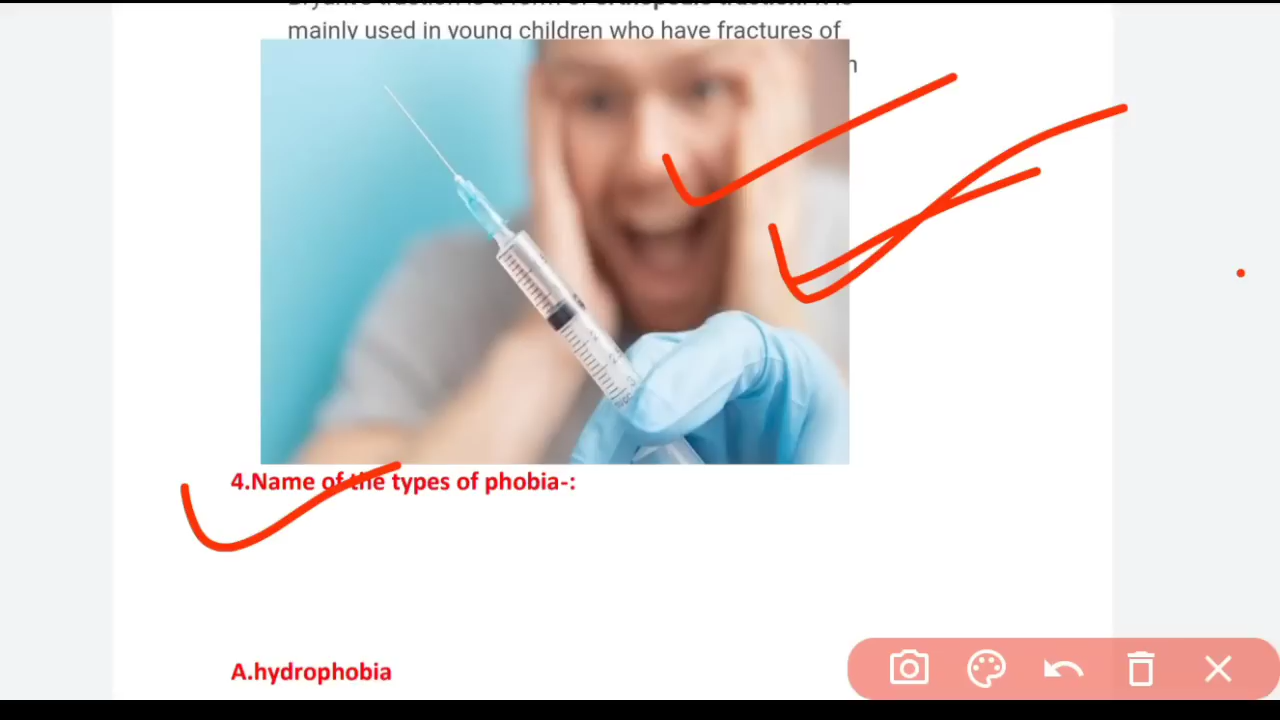 mainly used in young children who have fractures of
4.Name of the types of phobia-:
A.hydrophobia